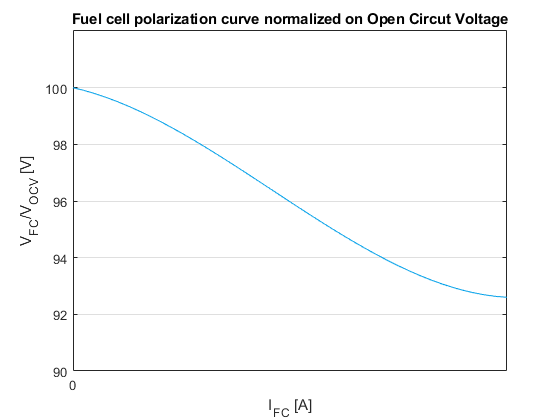 Fuel cell polarization curve normalized on Open Circut Voltage
100
98
96
94
92
90
0
V_FC/V_OCV [V]
I_FC [A]